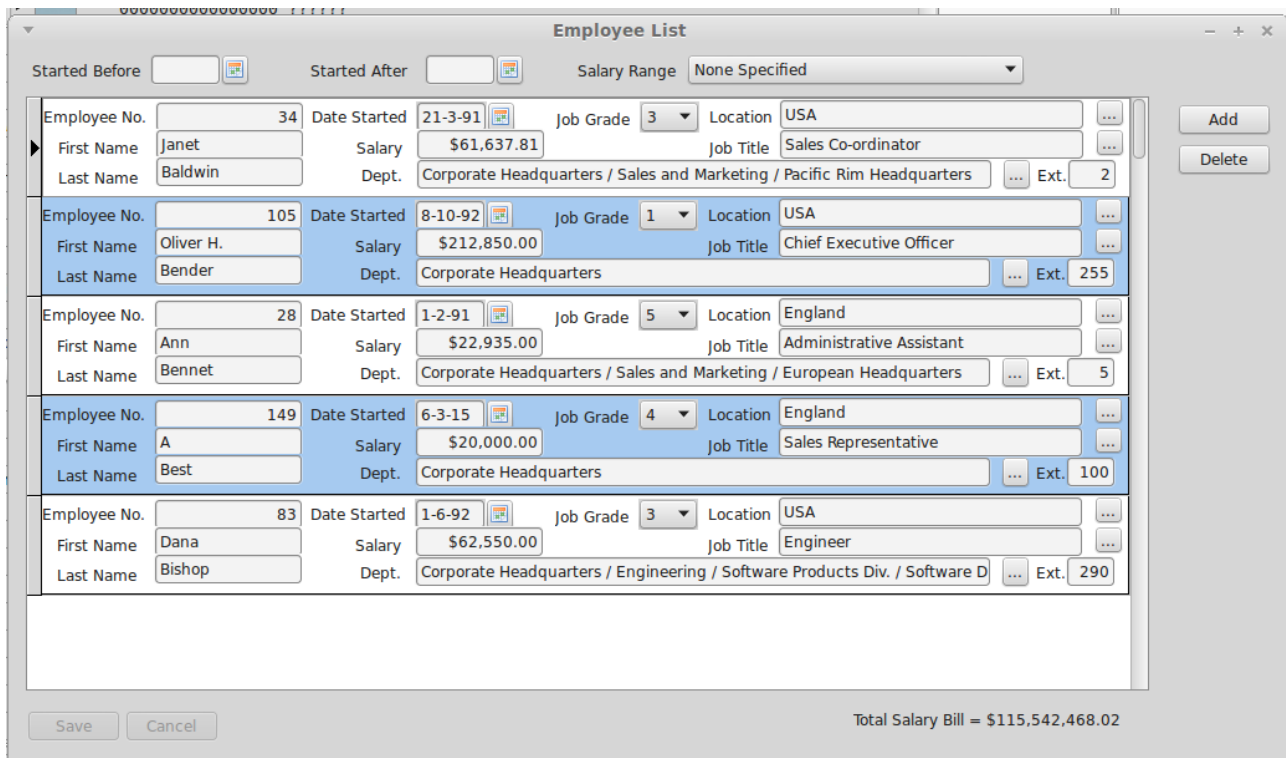 Employee List
Started Before Started After Salary Range None Specified
Employee No. 34 Date Started 21-3-91 Job Grade 3 Location USA ...
First Name Janet Salary $61,637.81 Job Title Sales Co-ordinator ...
Last Name Baldwin Dept. Corporate Headquarters / Sales and Marketing / Pacific Rim Headquarters ... Ext. 2
Add
Delete
Employee No. 105 Date Started 8-10-92 Job Grade 1 Location USA ...
First Name Oliver H. Salary $212,850.00 Job Title Chief Executive Officer ...
Last Name Bender Dept. Corporate Headquarters ... Ext. 255
Employee No. 28 Date Started 1-2-91 Job Grade 5 Location England ...
First Name Ann Salary $22,935.00 Job Title Administrative Assistant ...
Last Name Bennet Dept. Corporate Headquarters / Sales and Marketing / European Headquarters ... Ext. 5
Employee No. 149 Date Started 6-3-15 Job Grade 4 Location England ...
First Name A Salary $20,000.00 Job Title Sales Representative ...
Last Name Best Dept. Corporate Headquarters ... Ext. 100
Employee No. 83 Date Started 1-6-92 Job Grade 3 Location USA ...
First Name Dana Salary $62,550.00 Job Title Engineer ...
Last Name Bishop Dept. Corporate Headquarters / Engineering / Software Products Div. / Software D ... Ext. 290
Save Cancel Total Salary Bill = $115,542,468.02